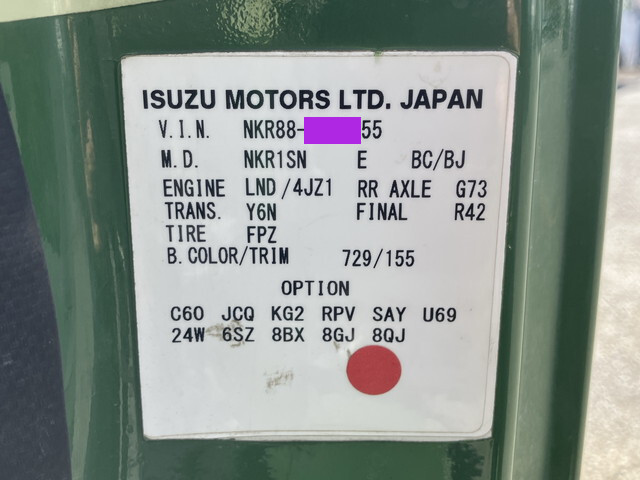 ISUZU MOTORS LTD. JAPAN
V.I.N. NKR88- 55
M.D. NKR1SN E BC/BJ
ENGINE LND/4JZ1 RR AXLE G73
TRANS. Y6N FINAL R42
TIRE FPZ
B.COLOR/TRIM 729/155
OPTION
C60 JCQ KG2 RPV SAY U69
24W 6SZ 8BX 8GJ 8QJ